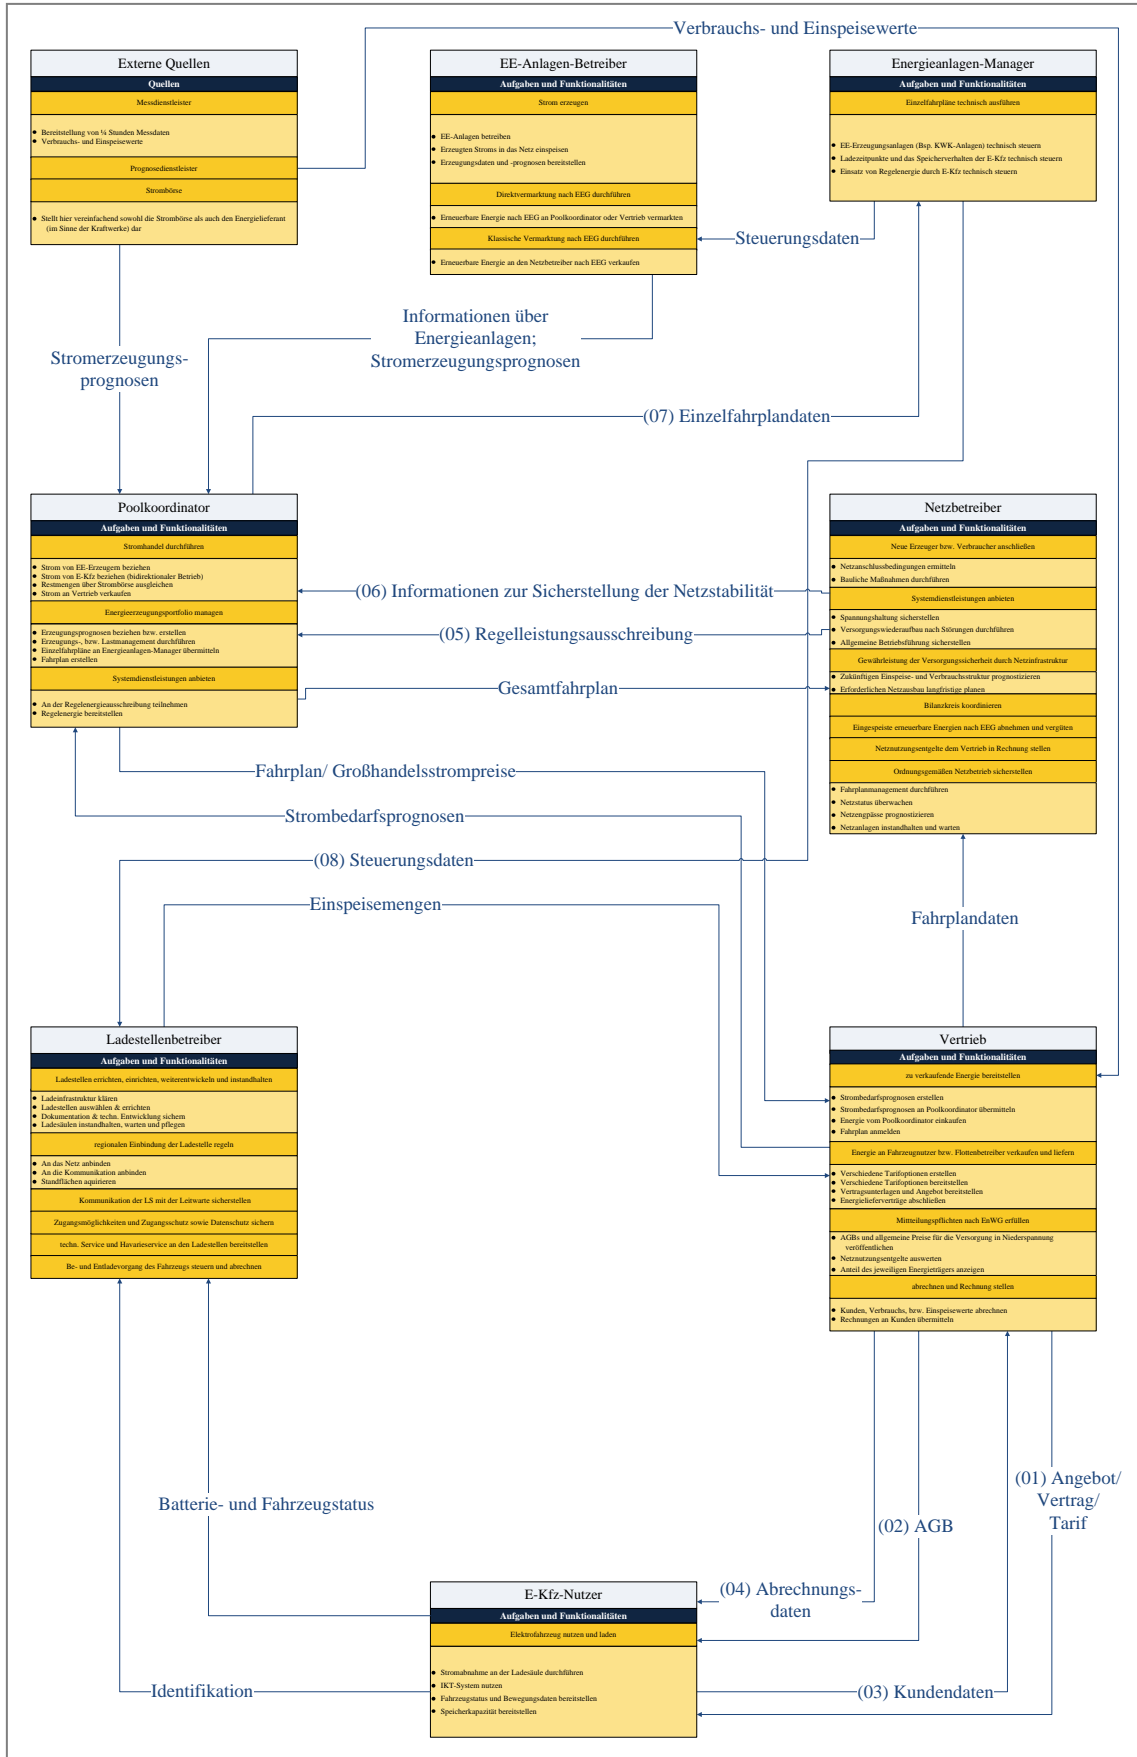 Verbrauchs- und Einspeisewerte
Externe Quellen
Quellen
Messdienstleister
Bereitstellung von ¼ Stunden Messdaten
Verbrauchs- und Einspeisewerte
Prognosedienstleister
Strombörse
Stellt hier vereinfachend sowohl die Strombörse als auch den Energielieferant
(im Sinne der Kraftwerke) dar
EE-Anlagen-Betreiber
Aufgaben und Funktionalitäten
Strom erzeugen
EE-Anlagen betreiben
Erzeugten Stroms in das Netz einspeisen
Erzeugungsdaten und -prognosen bereitstellen
Direktvermarktung nach EEG durchführen
Erneuerbare Energie nach EEG an Poolkoordinator oder Vertrieb vermarkten
Klassische Vermarktung nach EEG durchführen
Erneuerbare Energie an den Netzbetreiber nach EEG verkaufen
Energieanlagen-Manager
Aufgaben und Funktionalitäten
Einzelfahrpläne technisch ausführen
EE-Erzeugungsanlagen (Bsp. KWK-Anlagen) technisch steuern
Ladezeitpunkte und das Speicherverhalten der E-Kfz technisch steuern
Einsatz von Regelenergie durch E-Kfz technisch steuern
Steuerungsdaten
Informationen über
Energieanlagen;
Stromerzeugungsprognosen
Stromerzeugungs-
prognosen
(07) Einzelfahrplandaten
Poolkoordinator
Aufgaben und Funktionalitäten
Stromhandel durchführen
Strom von EE-Erzeugern beziehen
Strom von E-Kfz beziehen (bidirektionaler Betrieb)
Restmengen über Strombörse ausgleichen
Strom an Vertrieb verkaufen
Energieerzeugungsportfolio managen
Erzeugungsprognosen beziehen bzw. erstellen
Erzeugungs-, bzw. Lastmanagement durchführen
Einzelfahrpläne an Energieanlagen-Manager übermitteln
Fahrplan erstellen
Systemdienstleistungen anbieten
An der Regelenergieausschreibung teilnehmen
Regelenergie bereitstellen
Netzbetreiber
Aufgaben und Funktionalitäten
Neue Erzeuger bzw. Verbraucher anschließen
Netzanschlussbedingungen ermitteln
Bauliche Maßnahmen durchführen
Systemdienstleistungen anbieten
Spannungshaltung sicherstellen
Versorgungswiederaufbau nach Störungen durchführen
Allgemeine Betriebsführung sicherstellen
Gewährleistung der Versorgungssicherheit durch Netzinfrastruktur
Zukünftigen Einspeise- und Verbrauchsstruktur prognostizieren
Erforderlichen Netzausbau langfristige planen
Bilanzkreis koordinieren
Eingespeiste erneuerbare Energien nach EEG abnehmen und vergüten
Netznutzungsentgelte dem Vertrieb in Rechnung stellen
Ordnungsgemäßen Netzbetrieb sicherstellen
Fahrplanmanagement durchführen
Netzstatus überwachen
Netzengpässe prognostizieren
Netzanlagen instandhalten und warten
(06) Informationen zur Sicherstellung der Netzstabilität
(05) Regelleistungsausschreibung
Gesamtfahrplan
Fahrplan/ Großhandelsstrompreise
Strombedarfsprognosen
(08) Steuerungsdaten
Einspeisemengen
Fahrplandaten
Ladestellenbetreiber
Aufgaben und Funktionalitäten
Ladestellen errichten, einrichten, weiterentwickeln und instandhalten
Ladeinfrastruktur klären
Ladestellen auswählen & errichten
Dokumentation & techn. Entwicklung sichern
Ladesäulen instandhalten, warten und pflegen
regionalen Einbindung der Ladestelle regeln
An das Netz anbinden
An die Kommunikation anbinden
Standflächen aquirieren
Kommunikation der LS mit der Leitwarte sicherstellen
Zugangsmöglichkeiten und Zugangsschutz sowie Datenschutz sichern
techn. Service und Havarieservice an den Ladestellen bereitstellen
Be- und Entladevorgang des Fahrzeugs steuern und abrechnen
Vertrieb
Aufgaben und Funktionalitäten
zu verkaufende Energie bereitstellen
Strombedarfsprognosen erstellen
Strombedarfsprognosen an Poolkoordinator übermitteln
Energie vom Poolkoordinator einkaufen
Fahrplan anmelden
Energie an Fahrzeugnutzer bzw. Flottenbetreiber verkaufen und liefern
Verschiedene Tarifoptionen erstellen
Verschiedene Tarifoptionen bereitstellen
Vertragsunterlagen und Angebot bereitstellen
Energielieferverträge abschließen
Mittteilungspflichten nach EnWG erfüllen
AGBs und allgemeine Preise für die Versorgung in Niederspannung
veröffentlichen
Netznutzungsentgelte auswerten
Anteil des jeweiligen Energieträgers anzeigen
abrechnen und Rechnung stellen
Kunden, Verbrauchs, bzw. Einspeisewerte abrechnen
Rechnungen an Kunden übermitteln
(01) Angebot/
Vertrag/
Tarif
Batterie- und Fahrzeugstatus
(02) AGB
(04) Abrechnungs-
daten
E-Kfz-Nutzer
Aufgaben und Funktionalitäten
Elektrofahrzeug nutzen und laden
Stromabnahme an der Ladesäule durchführen
IKT-System nutzen
Fahrzeugstatus und Bewegungsdaten bereitstellen
Speicherkapazität bereitstellen
Identifikation
(03) Kundendaten